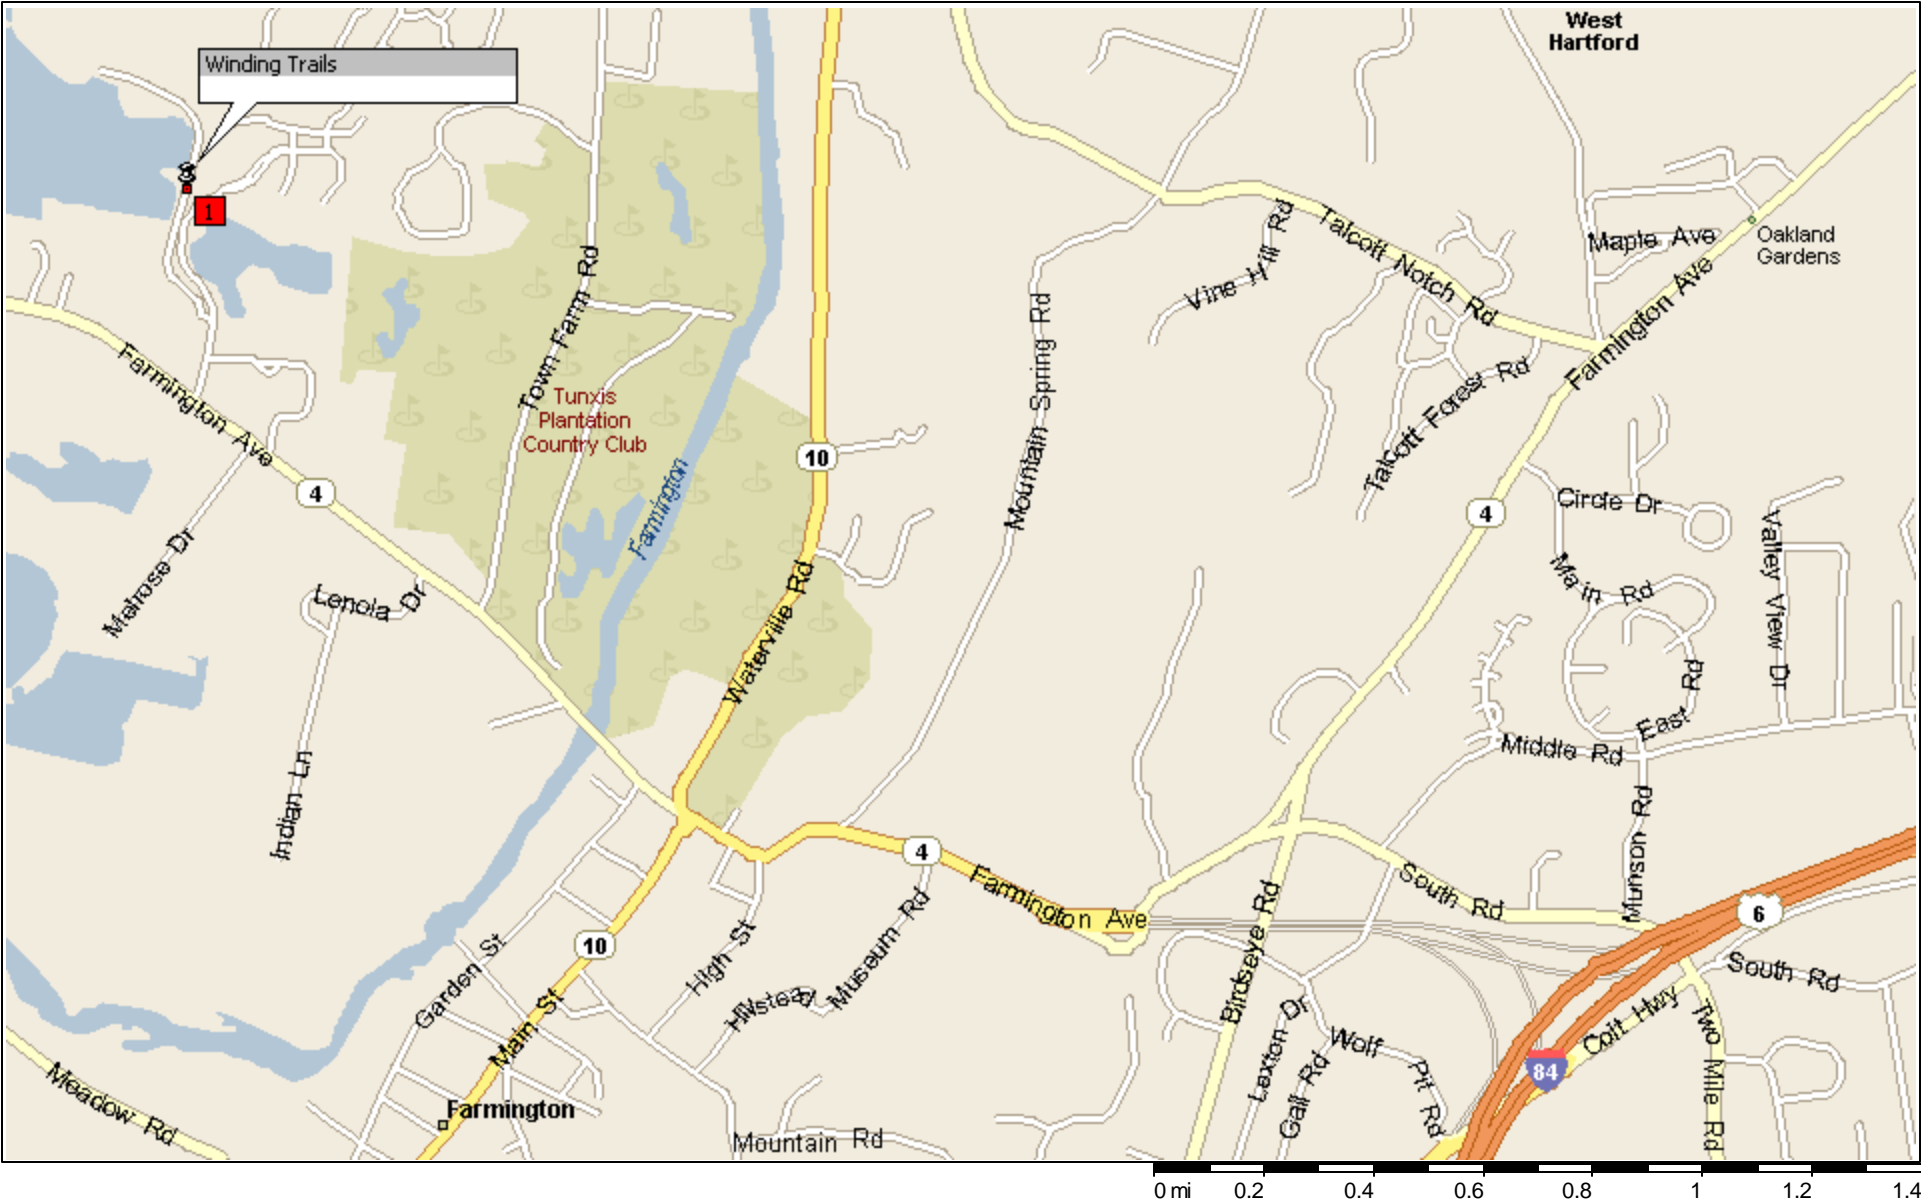 West
Hartford
Winding Trails
8
1
Maple Ave
Oakland
Gardens
Talcott Notch Rd
Vine Hill Rd
Town Farm Rd
Mountain Spring Rd
Farmington Ave
Farmington Ave
Talcott Forest Rd
Tunxis
Plantation
Country Club
10
4
4
Farmington
Circle Dr
Valley View Dr
Main Rd
Melrose Dr
Lenola Dr
Waterville Rd
East Rd
Middle Rd
Indian Ln
Munson Rd
4
Farmington Ave
South Rd
Birdseye Rd
6
10
High St
Museum Rd
Garden St
Hillstead
Main St
South Rd
Colt Hwy
Two Mile Rd
Lexton Dr
Wolf Pit Rd
Gail Rd
84
Meadow Rd
Farmington
Mountain Rd
0 mi 0.2 0.4 0.6 0.8 1 1.2 1.4